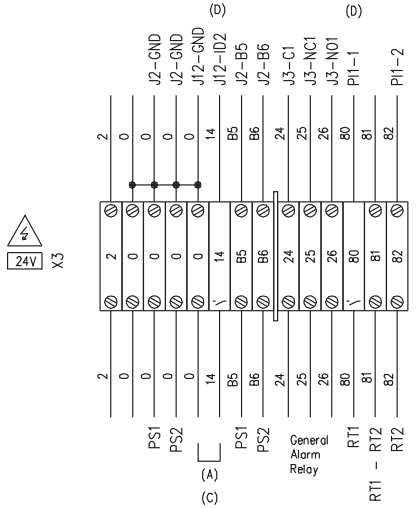 (D) (D)
J2-GND J2-GND J12-GND J12-ID2 J2-B5 J2-B6 J3-C1 J3-NC1 J3-NO1 PI1-1 PI1-2
2 0 0 0 0 14 B5 B6 24 25 26 80 81 82
24V X3
2 0 0 0 0 14 B5 B6 24 25 26 80 81 82
2 0 0 0 0 14 B5 B6 24 25 26 80 81 82
PS1 PS2 PS1 PS2 RT1 RT1 - RT2 RT2
General
Alarm
Relay
(A)
(C)